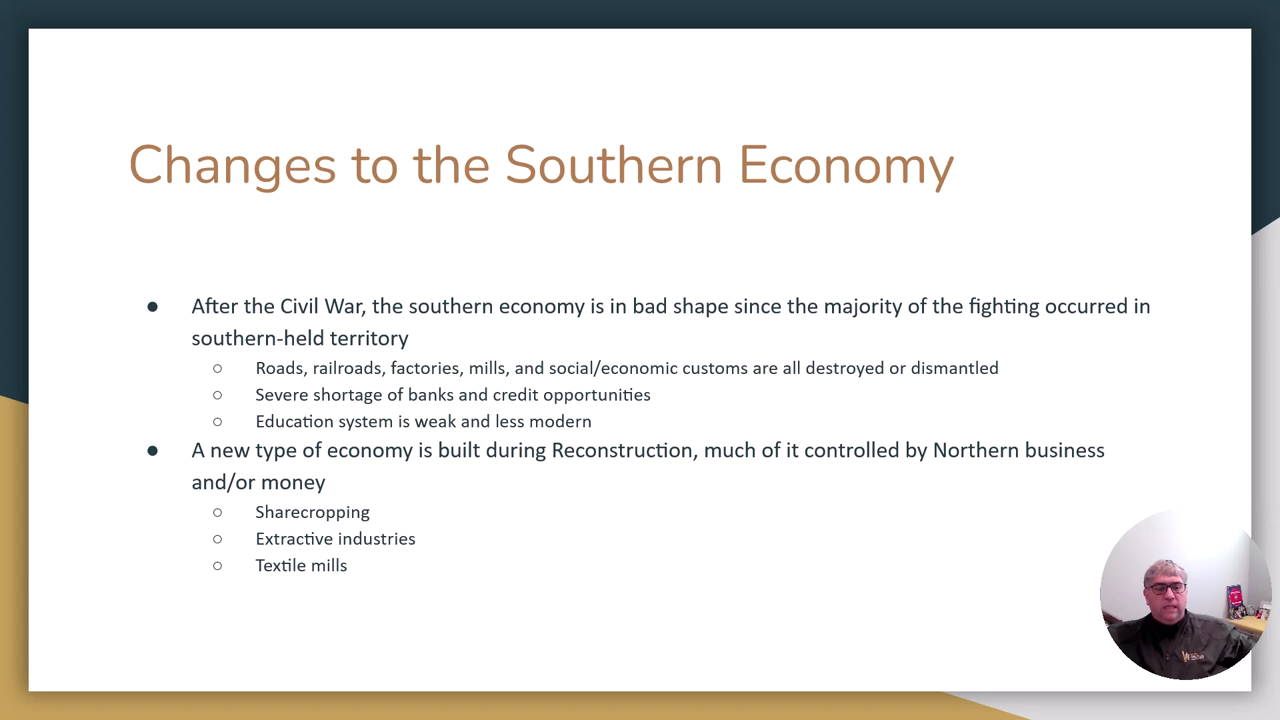 Changes to the Southern Economy
● After the Civil War, the southern economy is in bad shape since the majority of the fighting occurred in
southern-held territory
○ Roads, railroads, factories, mills, and social/economic customs are all destroyed or dismantled
○ Severe shortage of banks and credit opportunities
○ Education system is weak and less modern
● A new type of economy is built during Reconstruction, much of it controlled by Northern business
and/or money
○ Sharecropping
○ Extractive industries
○ Textile mills